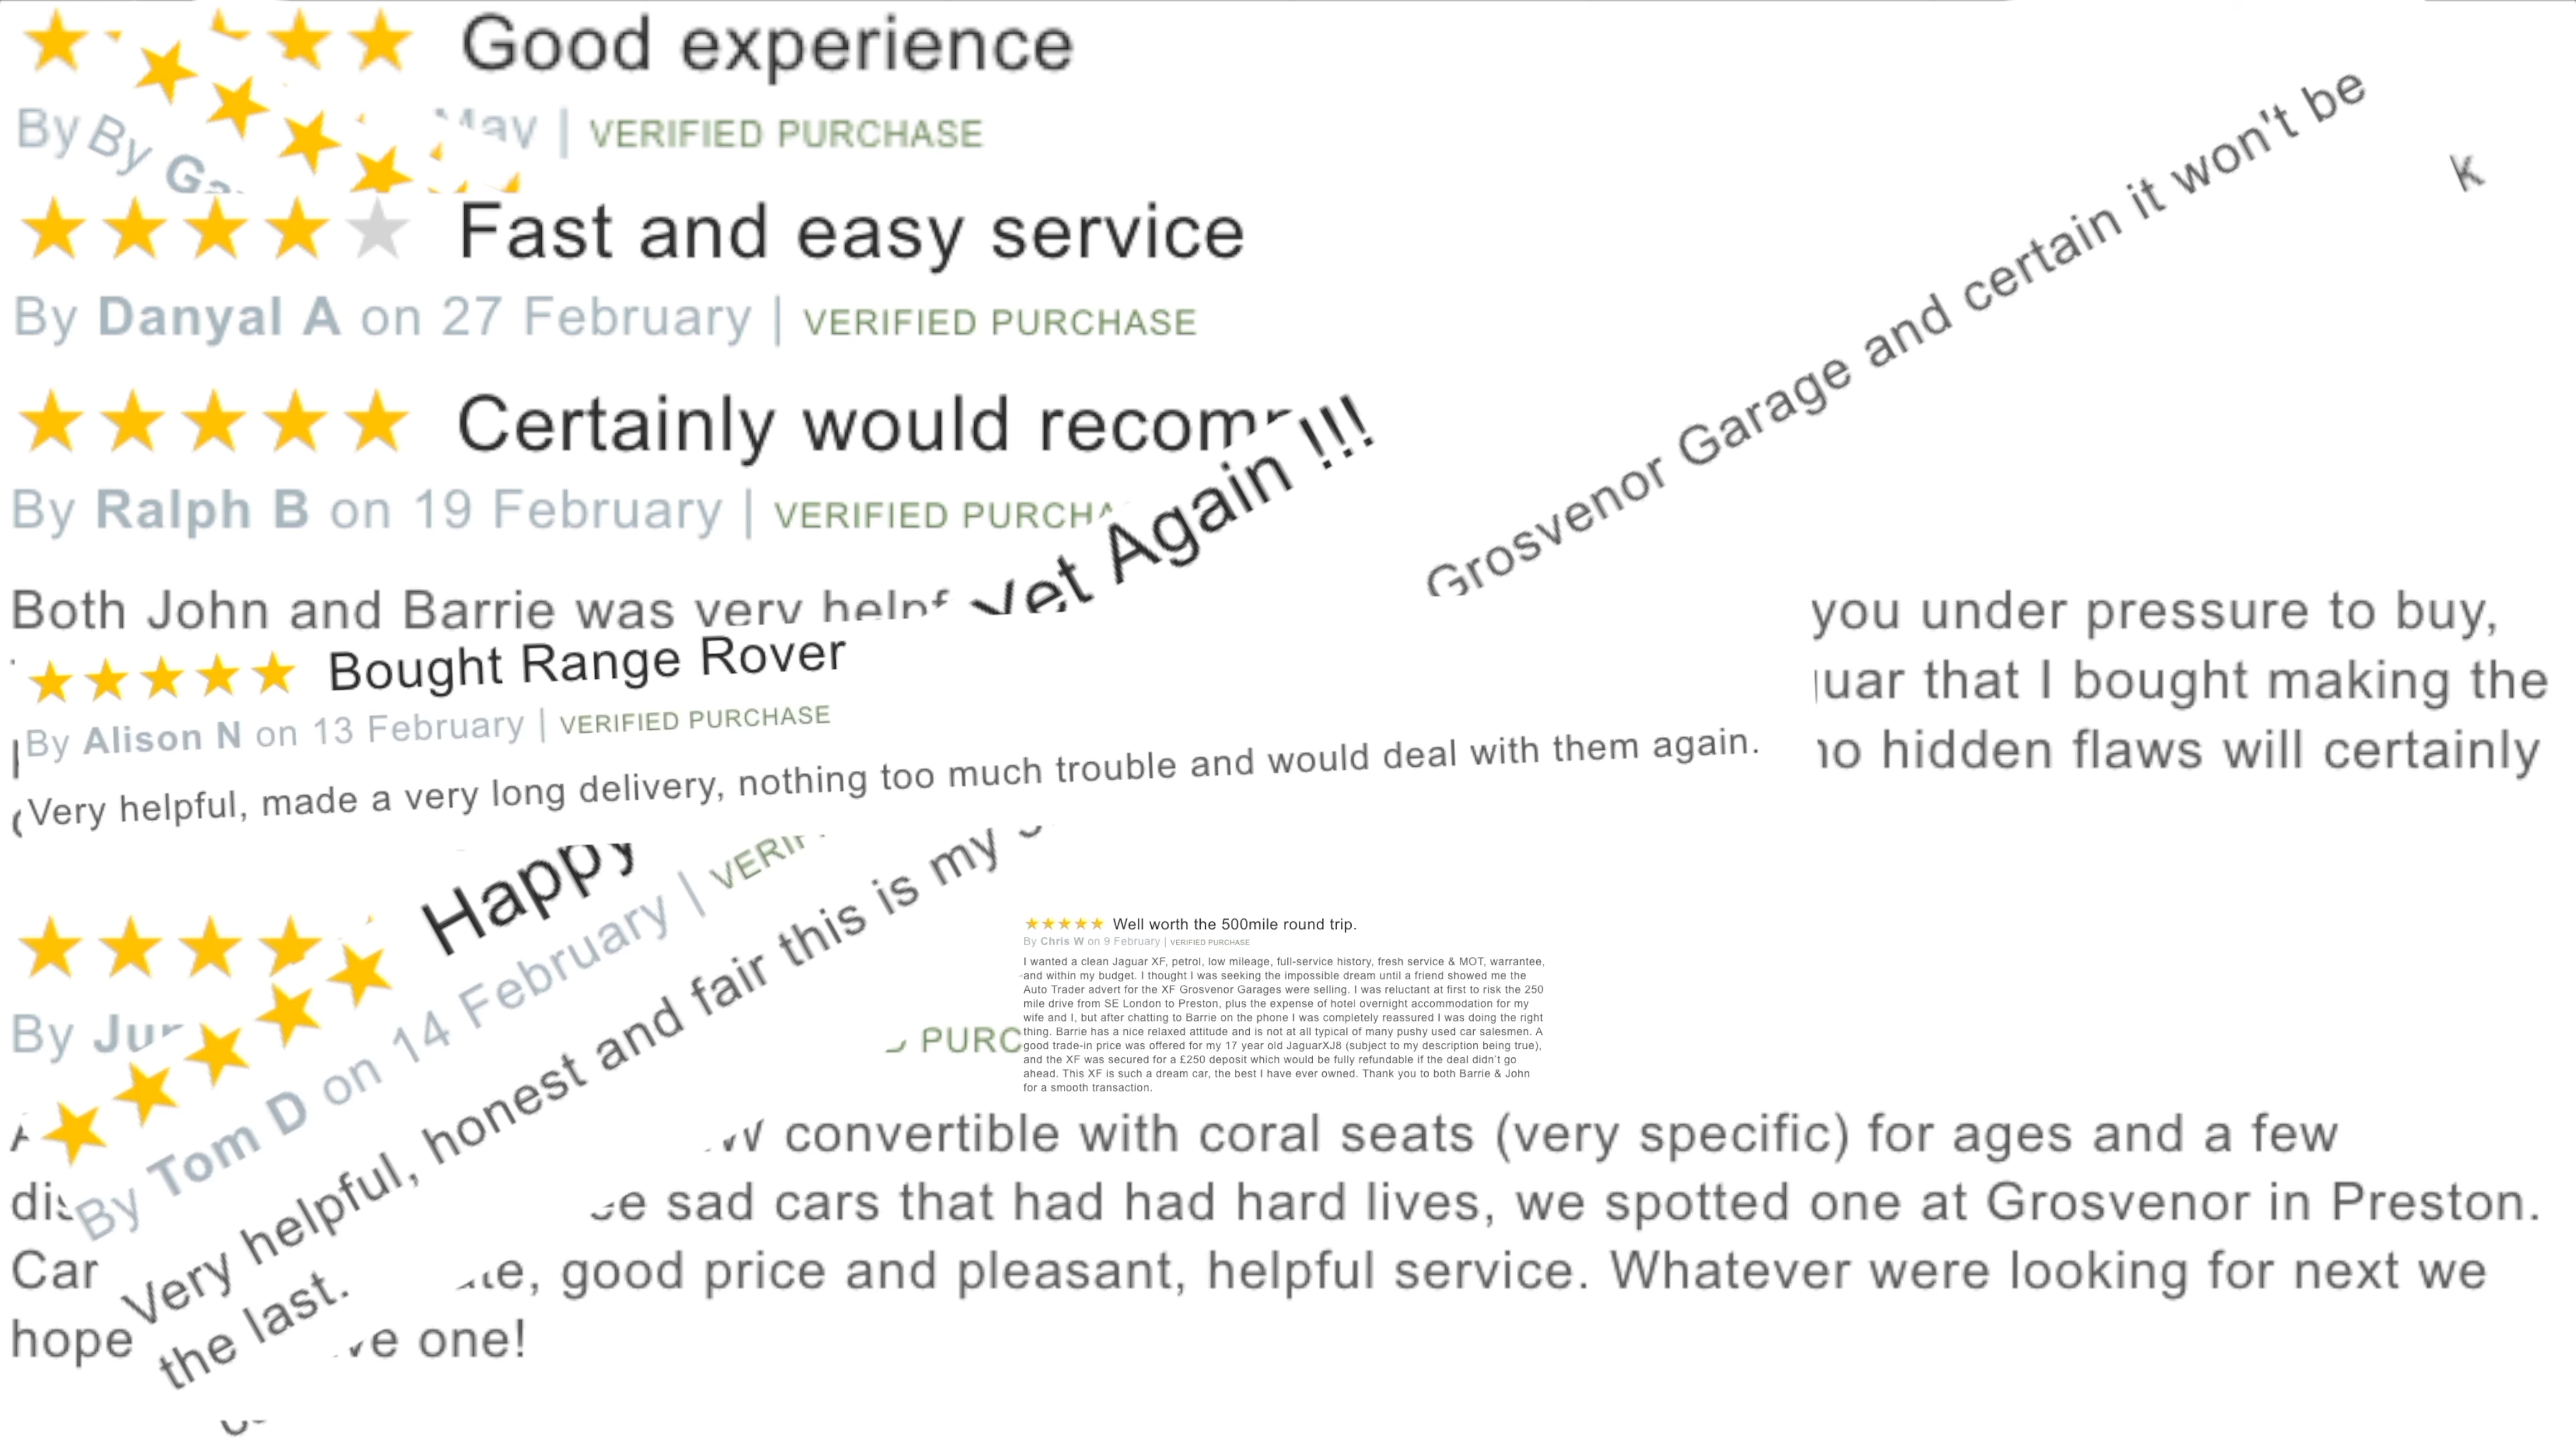 Good experience
By
By
VERIFIED PURCHASE
Fast and easy service
By Danyal A on 27 February | VERIFIED PURCHASE
Certainly would
By Ralph B on 19 February | VERIFIED
Yet Again !!!
Grosvenor Garage and certain it won't be
Both John and Barrie was very
you under pressure to buy,
that I bought making the
hidden flaws will certainly
Bought Range Rover
By Alison N on 13 February | VERIFIED PURCHASE
Very helpful, made a very long delivery, nothing too much trouble and would deal with them again.
Happy
By Tom D on 14 February |
Very helpful, honest and fair this is my
the last.
By
Well worth the 500mile round trip.
By Chris W on 9 February | VERIFIED PURCHASE
I wanted a clean Jaguar XF, petrol, low mileage, full-service history, fresh service & MOT, warrantee,
and within my budget. I thought I was seeking the impossible dream until a friend showed me the
Auto Trader advert for the XF Grosvenor Garages were selling. I was reluctant at first to risk the 250
mile drive from SE London to Preston, plus the expense of hotel overnight accommodation for my
wife and I, but after chatting to Barrie on the phone I was completely reassured I was doing the right
thing. Barrie has a nice relaxed attitude and is not at all typical of many pushy used car salesmen. A
good trade-in price was offered for my 17 year old JaguarXJ8 (subject to my description being true),
and the XF was secured for a £250 deposit which would be fully refundable if the deal didn't go
ahead. This XF is such a dream car, the best I have ever owned. Thank you to both Barrie & John
for a smooth transaction.
convertible with coral seats (very specific) for ages and a few
sad cars that had had hard lives, we spotted one at Grosvenor in Preston.
Car good price and pleasant, helpful service. Whatever were looking for next we
hope one!